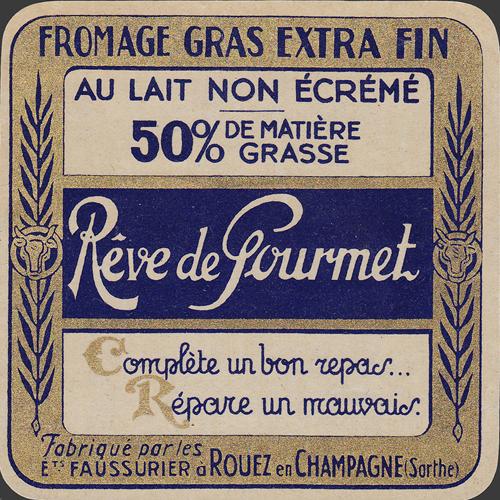 FROMAGE GRAS EXTRA FIN
AU LAIT NON ÉCRÉMÉ
50% DE MATIÈRE
GRASSE
Rêve de Gourmet
Complète un bon repas...
Répare un mauvais.
Fabriqué par les
ETS FAUSSURIER à ROUEZ en CHAMPAGNE (Sarthe)